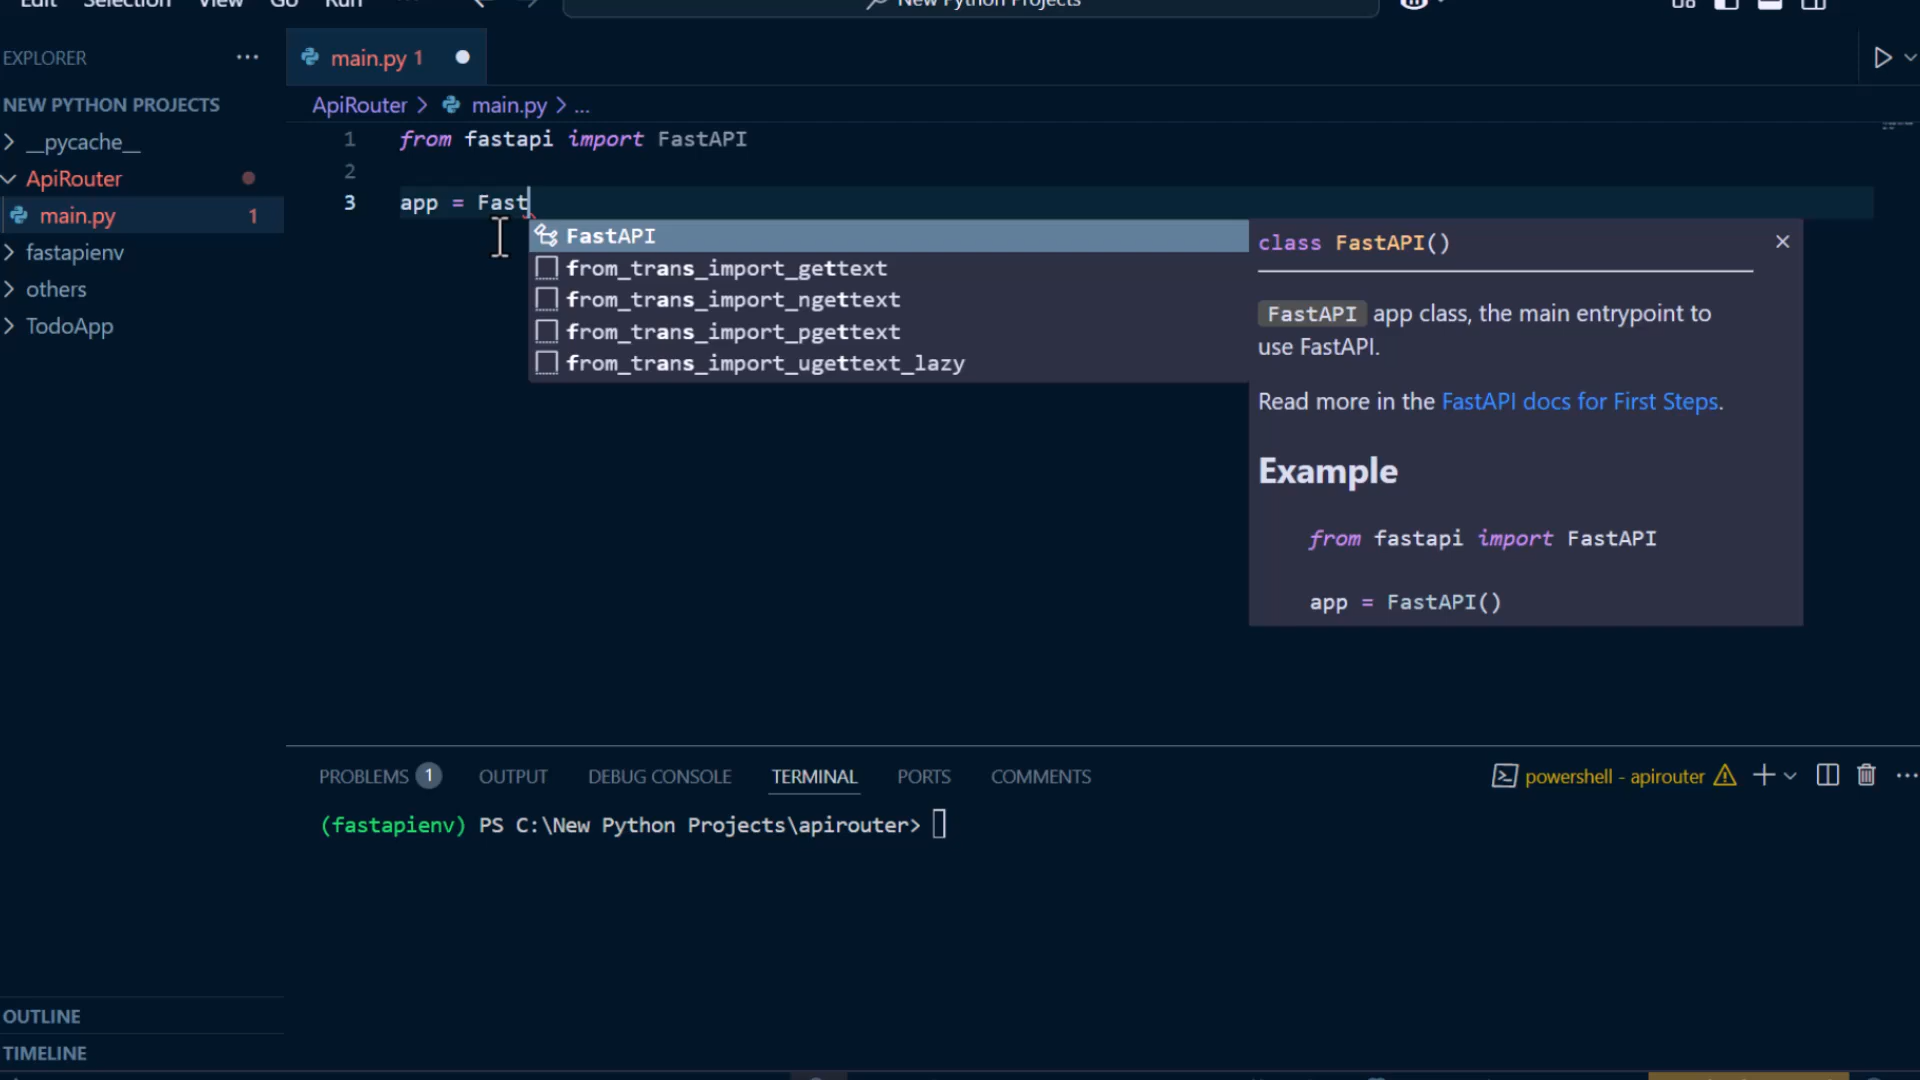 Edit Selection View Go Run ... New Python Projects
EXPLORER ...
main.py 1
NEW PYTHON PROJECTS
__pycache__
ApiRouter
main.py 1
fastapienv
others
TodoApp
ApiRouter > main.py > ...
1 from fastapi import FastAPI
2
3 app = Fast
FastAPI
from_trans_import_gettext
from_trans_import_ngettext
from_trans_import_pgettext
from_trans_import_ugettext_lazy
class FastAPI()
FastAPI app class, the main entrypoint to
use FastAPI.
Read more in the FastAPI docs for First Steps.
Example
from fastapi import FastAPI
app = FastAPI()
PROBLEMS 1 OUTPUT DEBUG CONSOLE TERMINAL PORTS COMMENTS
powershell - apirouter
(fastapienv) PS C:\New Python Projects\apirouter>
OUTLINE
TIMELINE